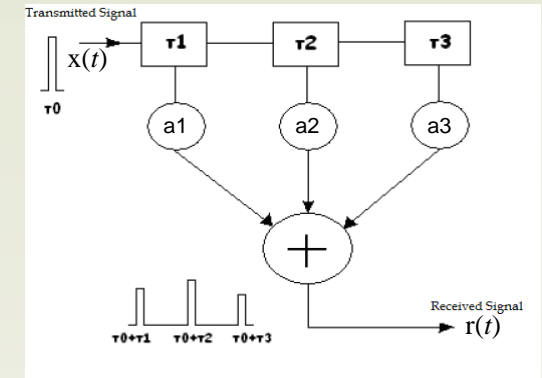 Transmitted Signal
x(t)
τ1
τ2
τ3
τ0
a1
a2
a3
+
τ0+τ1
τ0+τ2
τ0+τ3
Received Signal
r(t)